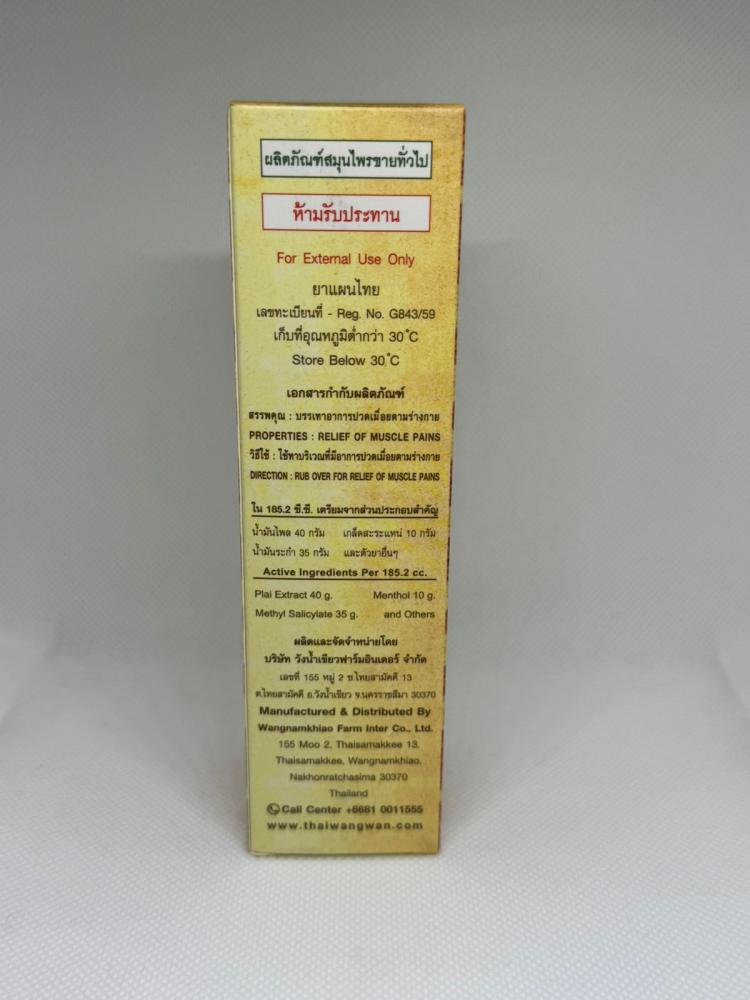 ผลิตภัณฑ์สมุนไพรขายทั่วไป
ห้ามรับประทาน
For External Use Only
ยาแผนไทย
เลขทะเบียนที่ - Reg. No. G843/59
เก็บที่อุณหภูมิต่ำกว่า 30°C
Store Below 30°C
เอกสารกำกับผลิตภัณฑ์
สรรพคุณ : บรรเทาอาการปวดเมื่อยตามร่างกาย
PROPERTIES : RELIEF OF MUSCLE PAINS
วิธีใช้ : ใช้ทาบริเวณที่มีอาการปวดเมื่อยตามร่างกาย
DIRECTION : RUB OVER FOR RELIEF OF MUSCLE PAINS
ใน 185.2 ซี.ซี. เตรียมจากส่วนประกอบสำคัญ
น้ำมันไพล 40 กรัม เกล็ดสะระแหน่ 10 กรัม
น้ำมันระกำ 35 กรัม และตัวยาอื่นๆ
Active Ingredients Per 185.2 cc.
Plai Extract 40 g. Menthol 10 g.
Methyl Salicylate 35 g. and Others
ผลิตและจัดจำหน่ายโดย
บริษัท วังน้ำเขียวฟาร์มอินเตอร์ จำกัด
เลขที่ 155 หมู่ 2 ซ.ไทยสามัคคี 13
ต.ไทยสามัคคี อ.วังน้ำเขียว จ.นครราชสีมา 30370
Manufactured & Distributed By
Wangnamkhiao Farm Inter Co., Ltd.
155 Moo 2, Thaisamakkee 13,
Thaisamakkee, Wangnamkhiao,
Nakhonratchasima 30370
Thailand
Call Center +6681 0011555
www.thaiwangwan.com